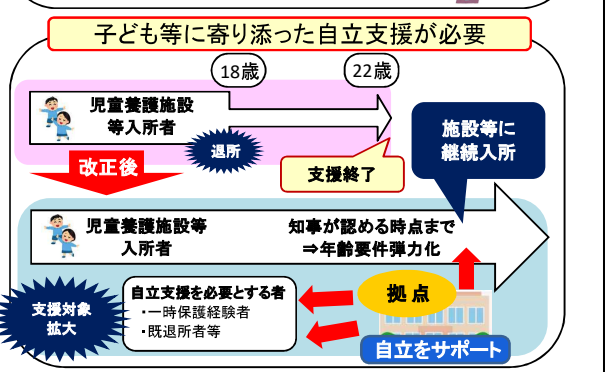 子ども等に寄り添った自立支援が必要
18歳
22歳
児童養護施設
等入所者
退所
支援終了
施設等に
継続入所
改正後
児童養護施設等
入所者
知事が認める時点まで
⇒年齢要件弾力化
支援対象
拡大
自立支援を必要とする者
・一時保護経験者
・既退所者等
拠点
自立をサポート